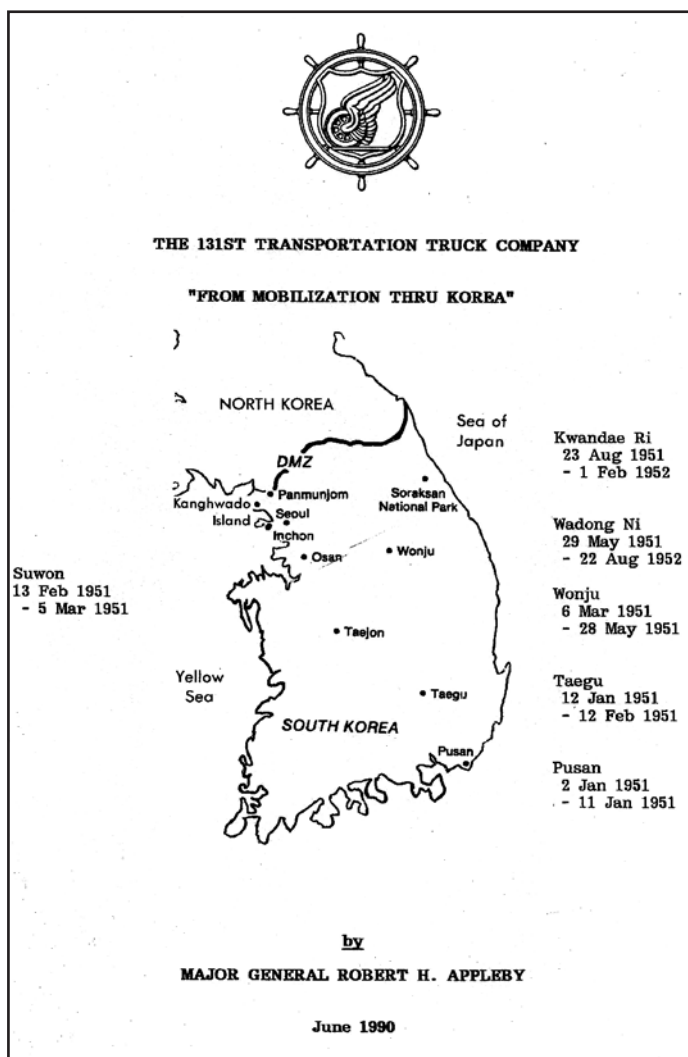 THE 131ST TRANSPORTATION TRUCK COMPANY
"FROM MOBILIZATION THRU KOREA"
NORTH KOREA
Sea of
Japan
DMZ
Panmunjom
Kanghwado
Island
Seoul
Inchon
Osan
Soraksan
National Park
Wonju
Taejon
Yellow
Sea
Taegu
SOUTH KOREA
Pusan
Suwon
13 Feb 1951
- 5 Mar 1951
Kwandae Ri
23 Aug 1951
- 1 Feb 1952
Wadong Ni
29 May 1951
- 22 Aug 1952
Wonju
6 Mar 1951
- 28 May 1951
Taegu
12 Jan 1951
- 12 Feb 1951
Pusan
2 Jan 1951
- 11 Jan 1951
by
MAJOR GENERAL ROBERT H. APPLEBY
June 1990